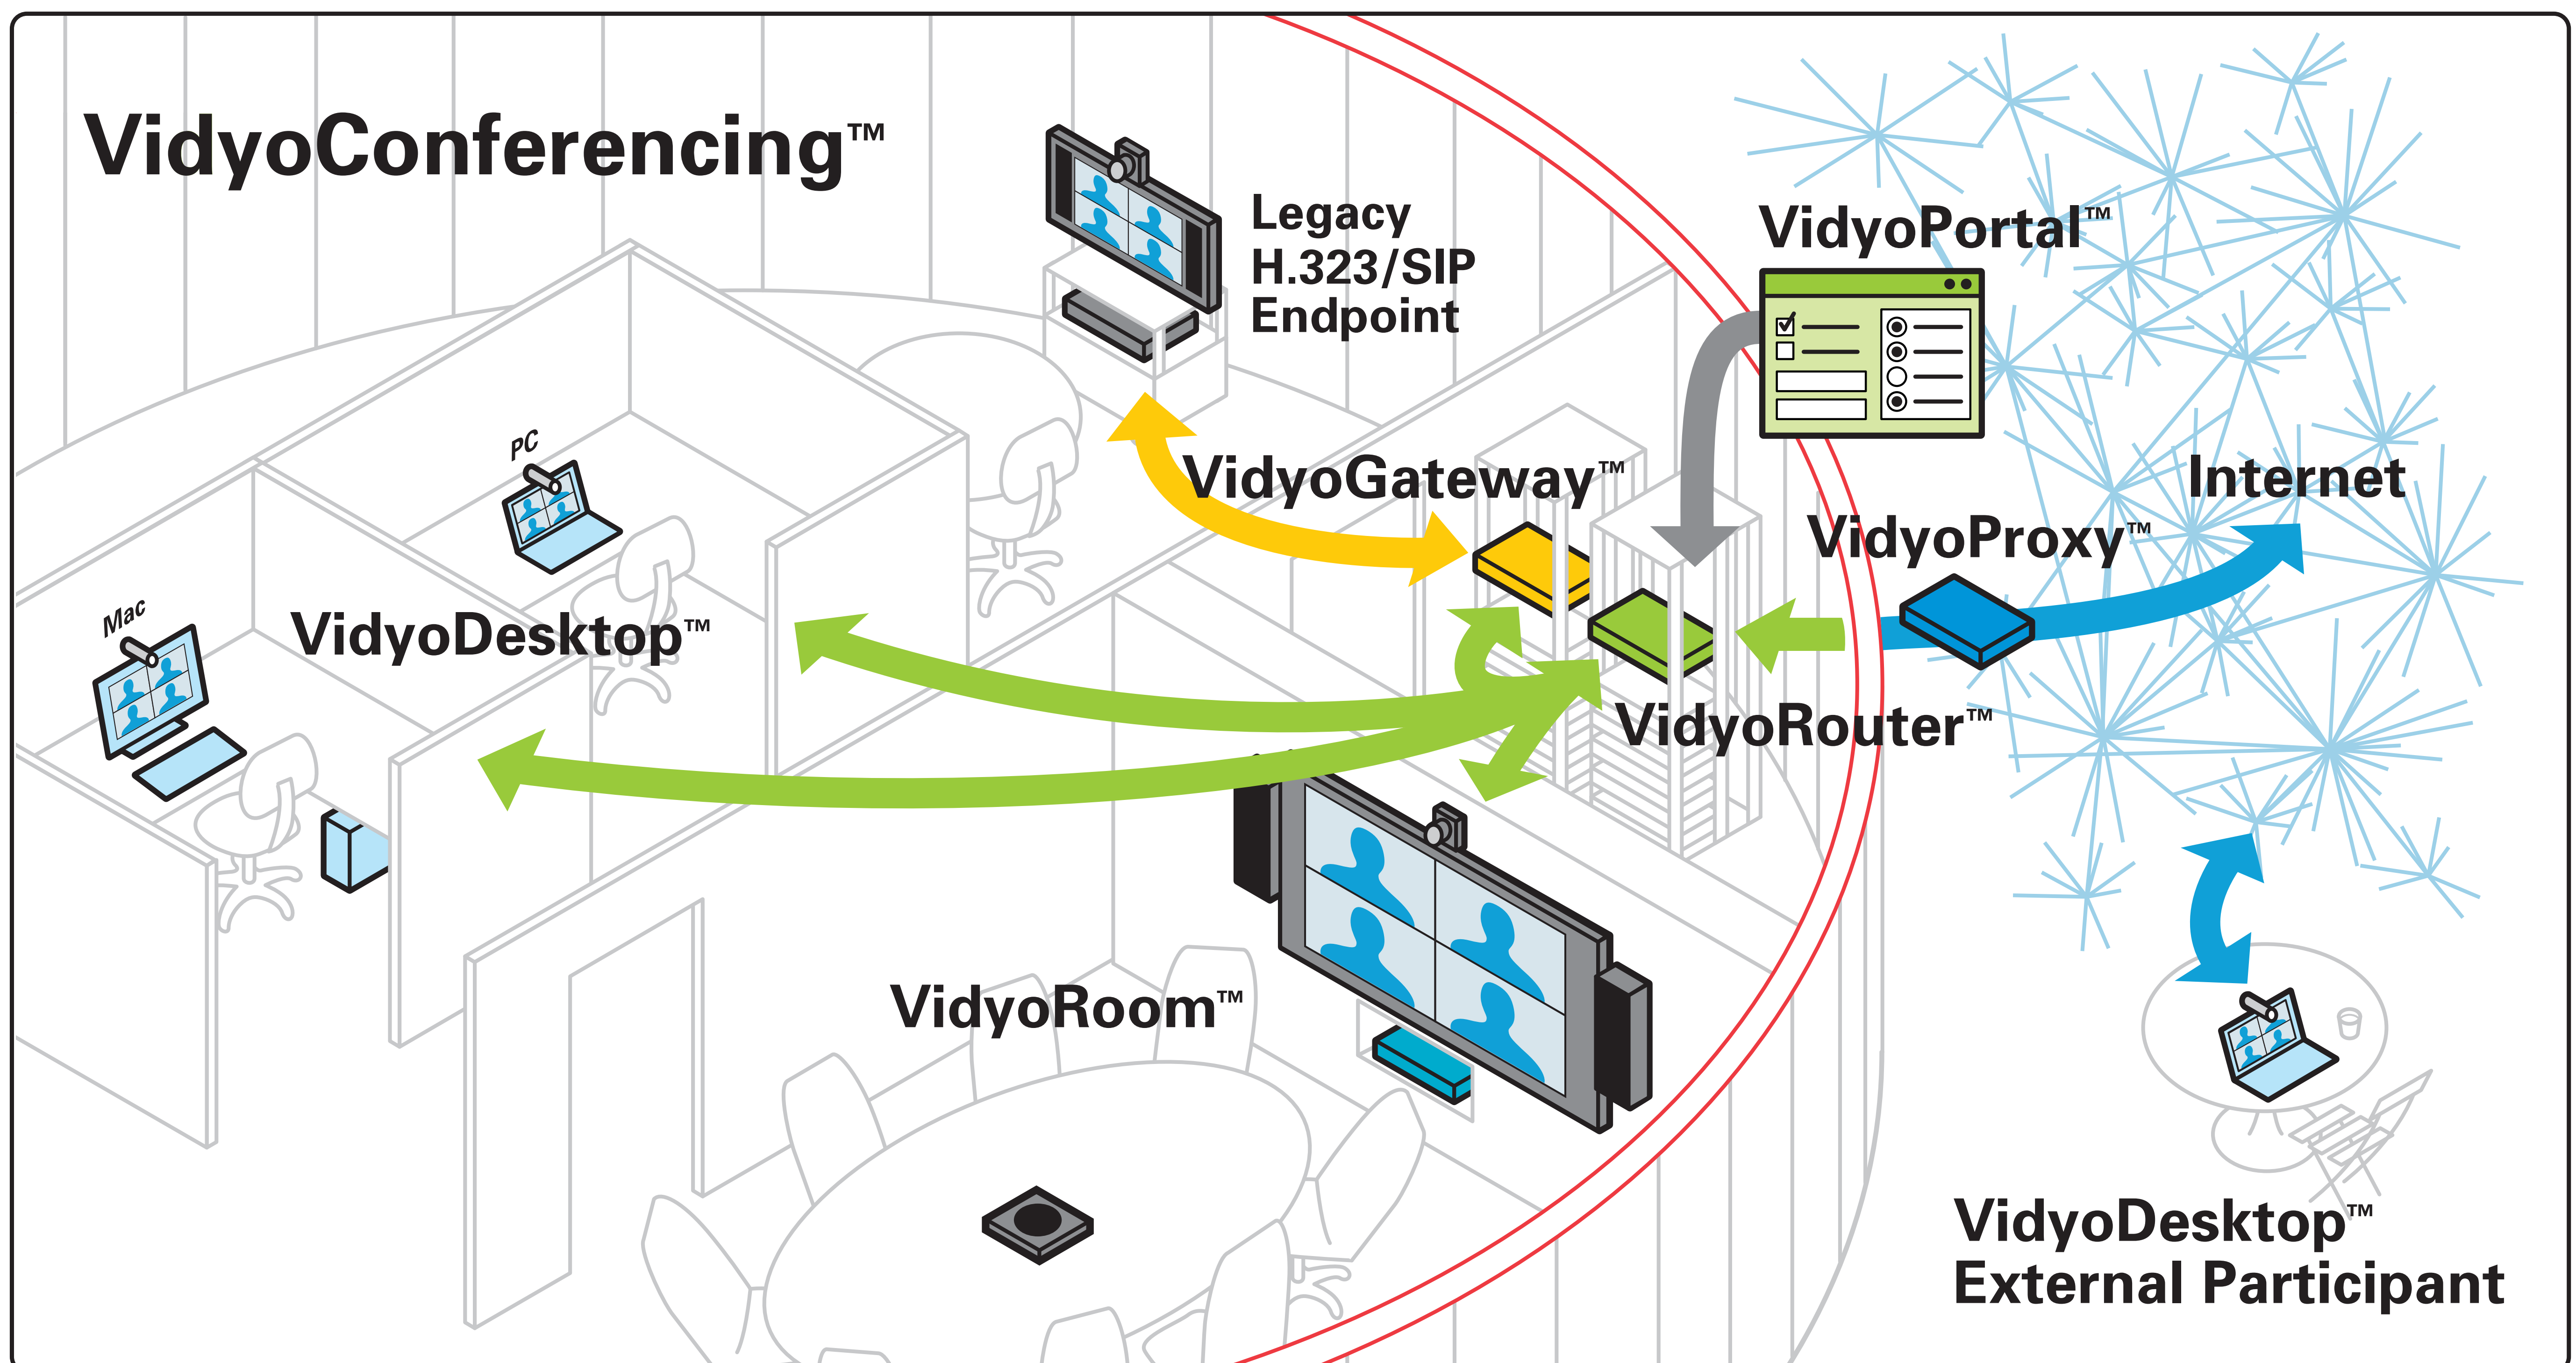 VidyoConferencing™
Legacy
H.323/SIP
Endpoint
VidyoPortal™
PC
VidyoGateway™
Internet
VidyoProxy™
Mac
VidyoDesktop™
VidyoRouter™
VidyoRoom™
VidyoDesktop™
External Participant